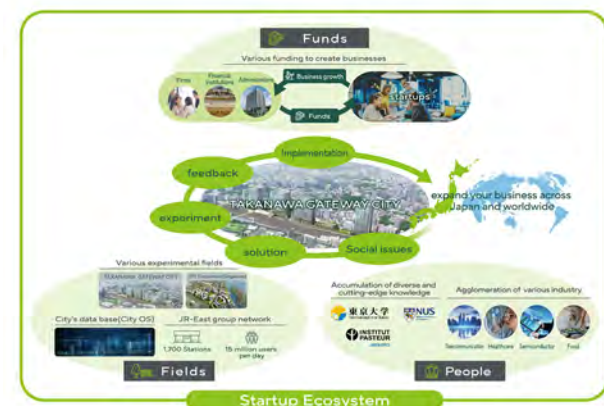 Funds
Various funding to create businesses
Firms
Financial
institutions
Administrations
Business growth
Funds
startups
Implementation
feedback
TAKANAWA GATEWAY CITY
expand your business across
Japan and worldwide
experiment
solution
Social issues
Various experimental fields
City's data base(City OS)
JR-East group network
1,700 Stations
15 million users
per day
Fields
Accumulation of diverse and
cutting-edge knowledge
東京大学
NUS
INSTITUT
PASTEUR
Agglomeration of various industry
Healthcare
Food
People
Startup Ecosystem